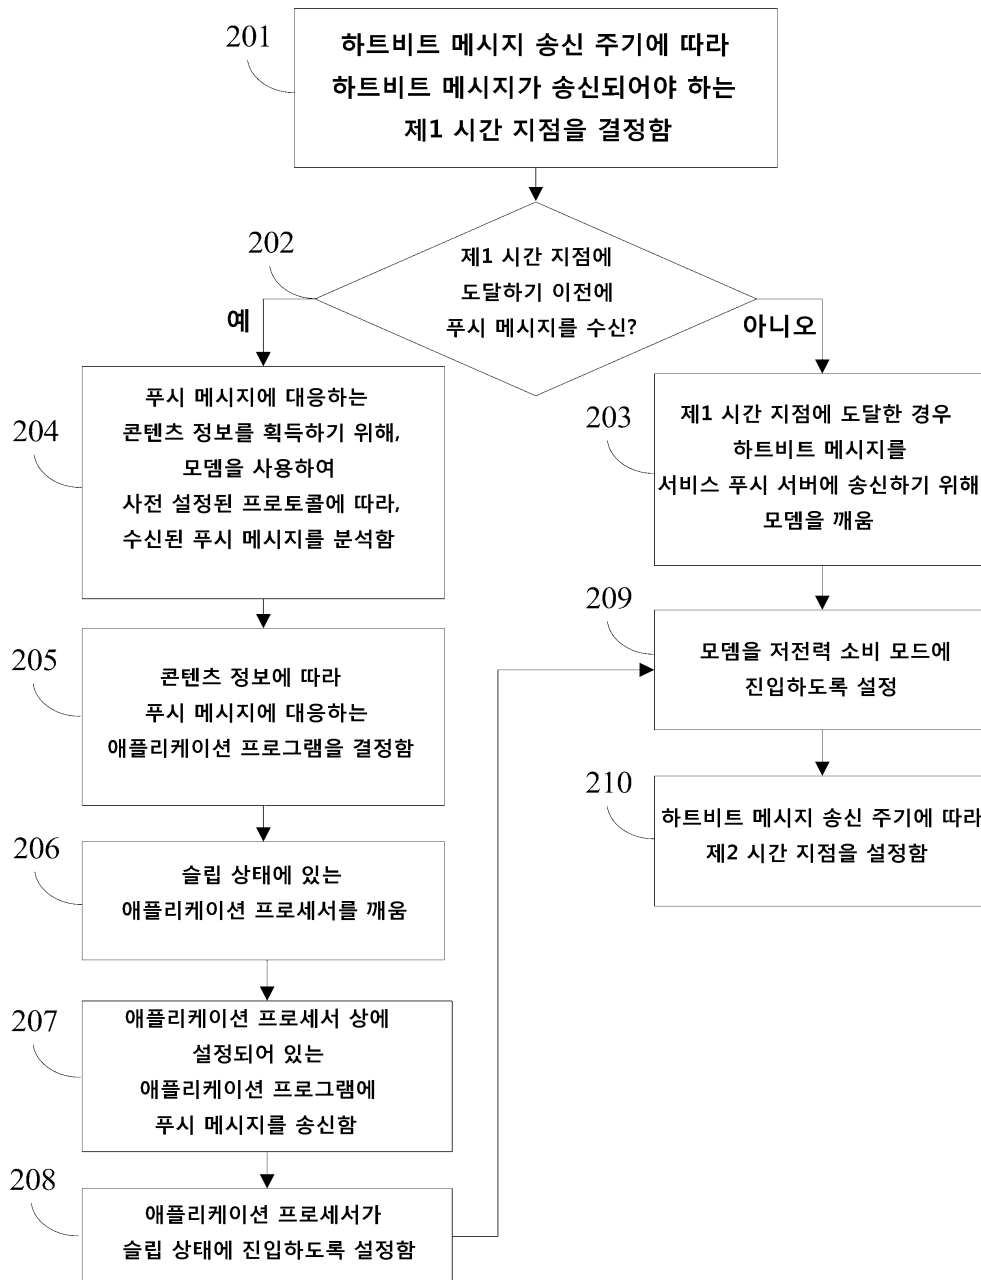 201
하트비트 메시지 송신 주기에 따라
하트비트 메시지가 송신되어야 하는
제1 시간 지점을 결정함
202
제1 시간 지점에
도달하기 이전에
푸시 메시지를 수신?
예
아니오
204
푸시 메시지에 대응하는
콘텐츠 정보를 획득하기 위해,
모뎀을 사용하여
사전 설정된 프로토콜에 따라,
수신된 푸시 메시지를 분석함
203
제1 시간 지점에 도달한 경우
하트비트 메시지를
서비스 푸시 서버에 송신하기 위해
모뎀을 깨움
205
콘텐츠 정보에 따라
푸시 메시지에 대응하는
애플리케이션 프로그램을 결정함
209
모뎀을 저전력 소비 모드에
진입하도록 설정
206
슬립 상태에 있는
애플리케이션 프로세서를 깨움
210
하트비트 메시지 송신 주기에 따라
제2 시간 지점을 설정함
207
애플리케이션 프로세서 상에
설정되어 있는
애플리케이션 프로그램에
푸시 메시지를 송신함
208
애플리케이션 프로세서가
슬립 상태에 진입하도록 설정함